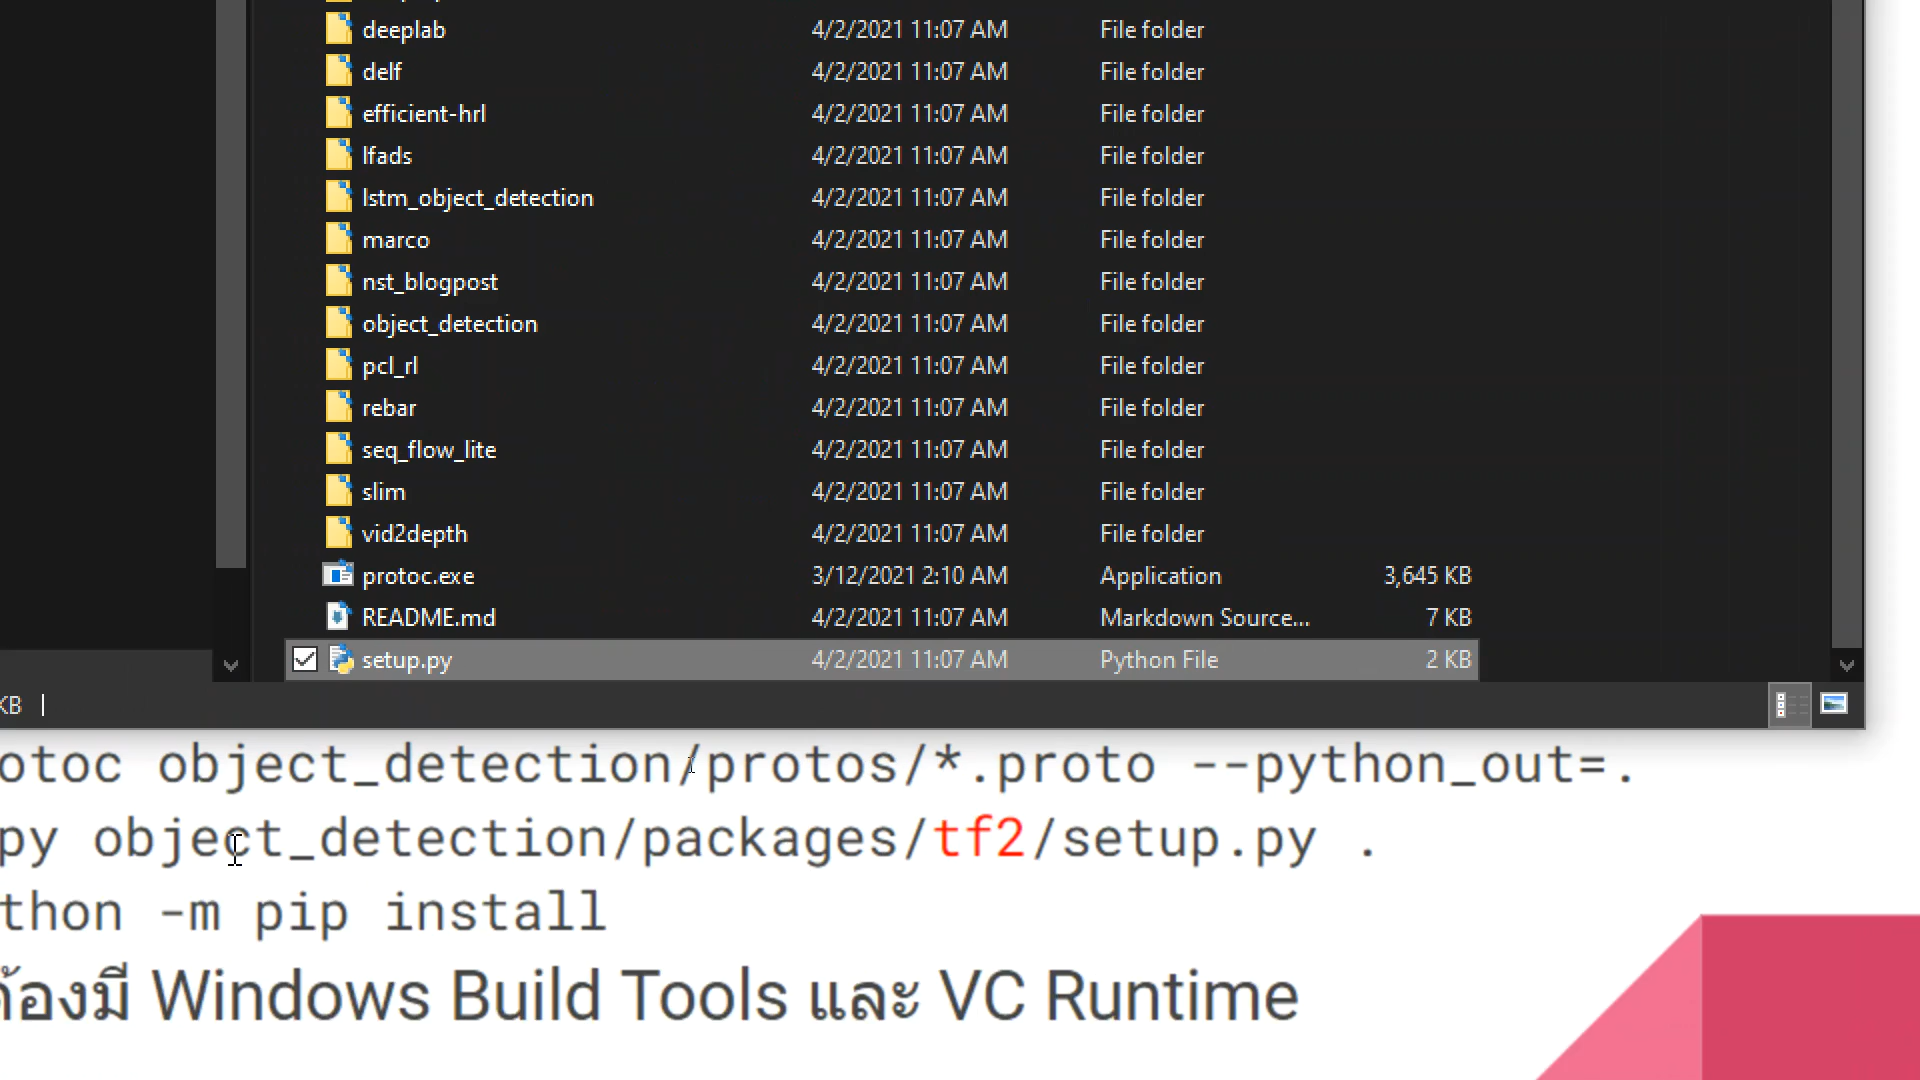 deeplab 4/2/2021 11:07 AM File folder
delf 4/2/2021 11:07 AM File folder
efficient-hrl 4/2/2021 11:07 AM File folder
lfads 4/2/2021 11:07 AM File folder
lstm_object_detection 4/2/2021 11:07 AM File folder
marco 4/2/2021 11:07 AM File folder
nst_blogpost 4/2/2021 11:07 AM File folder
object_detection 4/2/2021 11:07 AM File folder
pcl_rl 4/2/2021 11:07 AM File folder
rebar 4/2/2021 11:07 AM File folder
seq_flow_lite 4/2/2021 11:07 AM File folder
slim 4/2/2021 11:07 AM File folder
vid2depth 4/2/2021 11:07 AM File folder
protoc.exe 3/12/2021 2:10 AM Application 3,645 KB
README.md 4/2/2021 11:07 AM Markdown Source... 7 KB
setup.py 4/2/2021 11:07 AM Python File 2 KB
KB
otoc object_detection/protos/*.proto --python_out=.
py object_detection/packages/tf2/setup.py .
thon -m pip install
ต้องมี Windows Build Tools และ VC Runtime